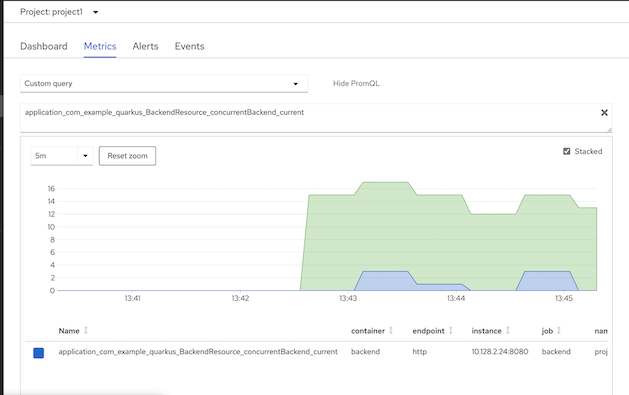 Project: project1
Dashboard Metrics Alerts Events
Custom query Hide PromQL
application_com_example_quarkus_BackendResource_concurrentBackend_current
5m Reset zoom Stacked
16
14
12
10
8
6
4
2
0
13:41 13:42 13:43 13:44 13:45
Name container endpoint instance job nam
application_com_example_quarkus_BackendResource_concurrentBackend_current backend http 10.128.2.24:8080 backend proj